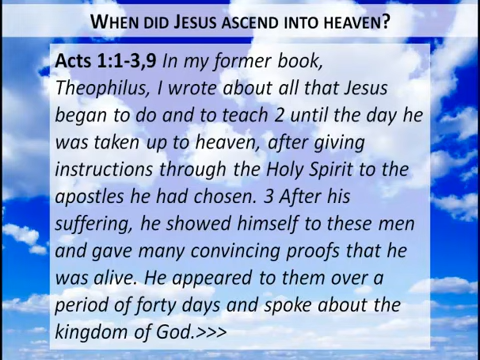 WHEN DID JESUS ASCEND INTO HEAVEN?
Acts 1:1-3,9 In my former book,
Theophilus, I wrote about all that Jesus
began to do and to teach 2 until the day he
was taken up to heaven, after giving
instructions through the Holy Spirit to the
apostles he had chosen. 3 After his
suffering, he showed himself to these men
and gave many convincing proofs that he
was alive. He appeared to them over a
period of forty days and spoke about the
kingdom of God.>>>